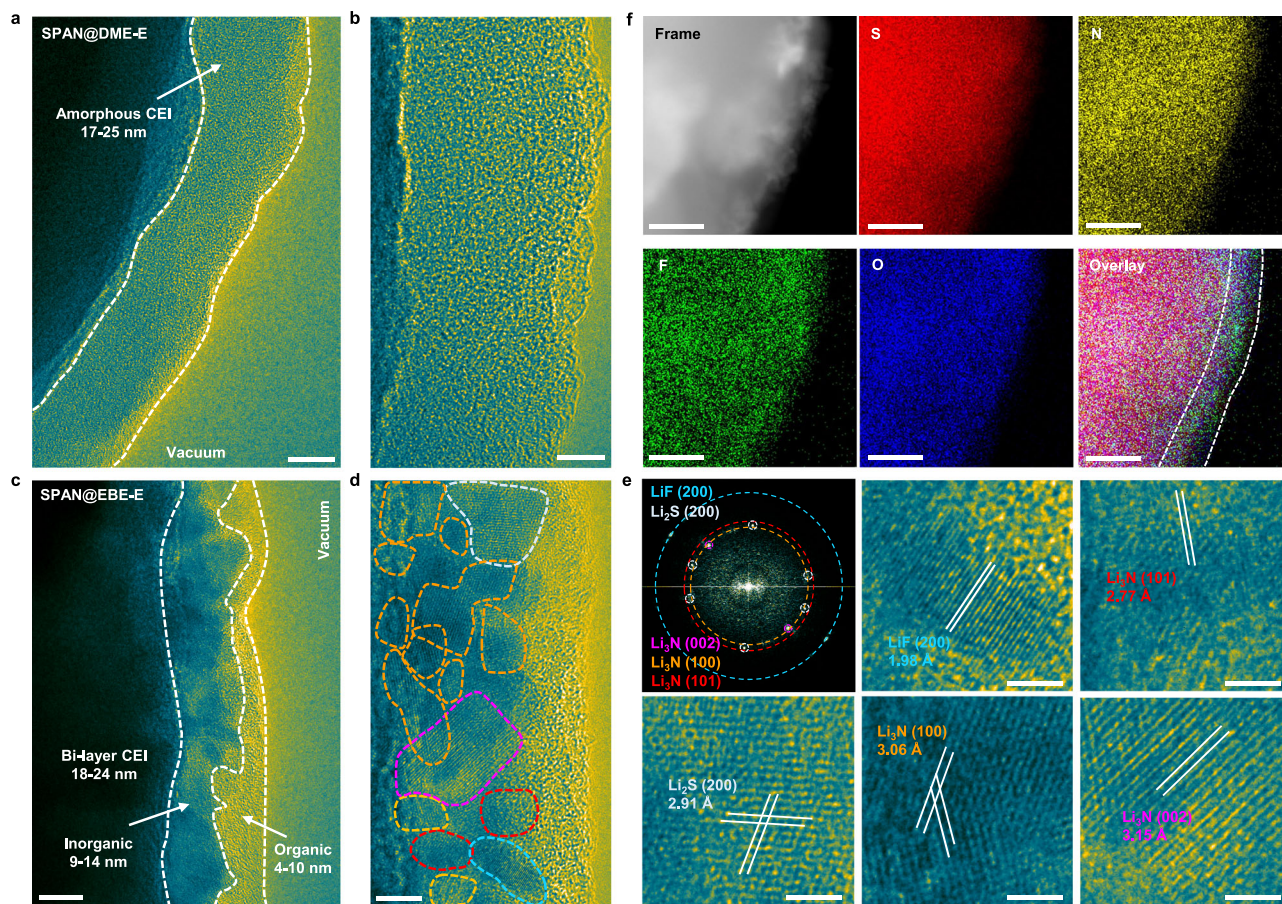 a
SPAN@DME-E
Amorphous CEI
17-25 nm
Vacuum
b
c
SPAN@EBE-E
Vacuum
Bi-layer CEI
18-24 nm
Inorganic
9-14 nm
Organic
4-10 nm
d
f
Frame
S
N
F
O
Overlay
e
LiF (200)
Li₂S (200)
Li₃N (002)
Li₃N (100)
Li₃N (101)
LiF (200)
1.98 Å
Li₃N (101)
2.77 Å
Li₂S (200)
2.91 Å
Li₃N (100)
3.06 Å
Li₃N (002)
3.15 Å